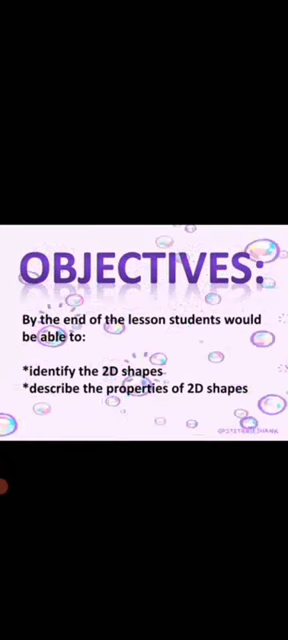 OBJECTIVES:
By the end of the lesson students would
be able to:
*identify the 2D shapes
*describe the properties of 2D shapes